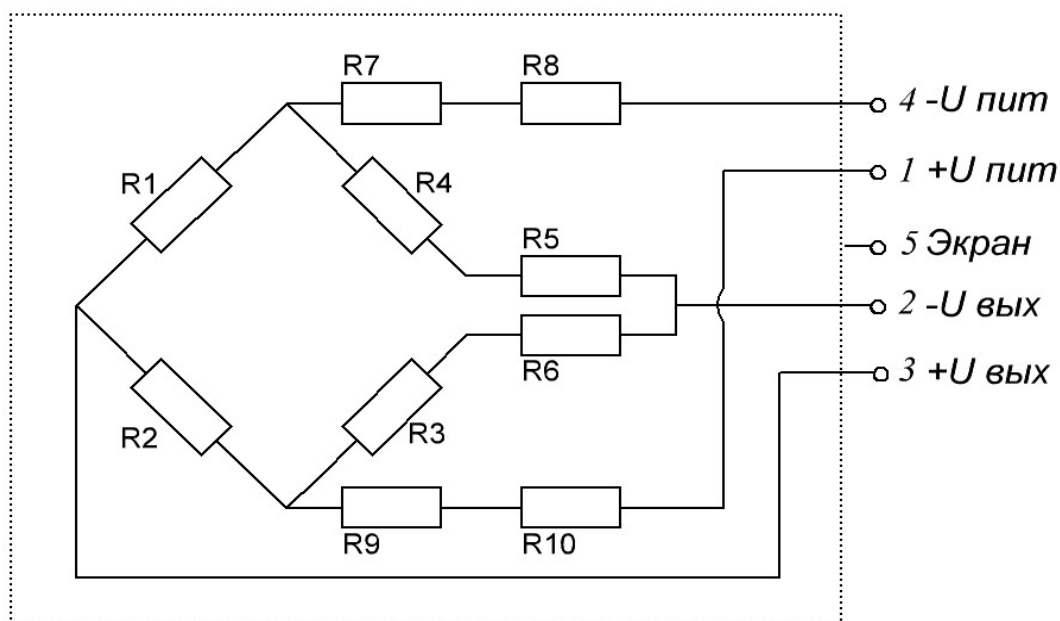 R7
R8
4 -U пит
R1
R4
1 +U пит
R5
5 Экран
2 -U вых
R6
3 +U вых
R2
R3
R9
R10